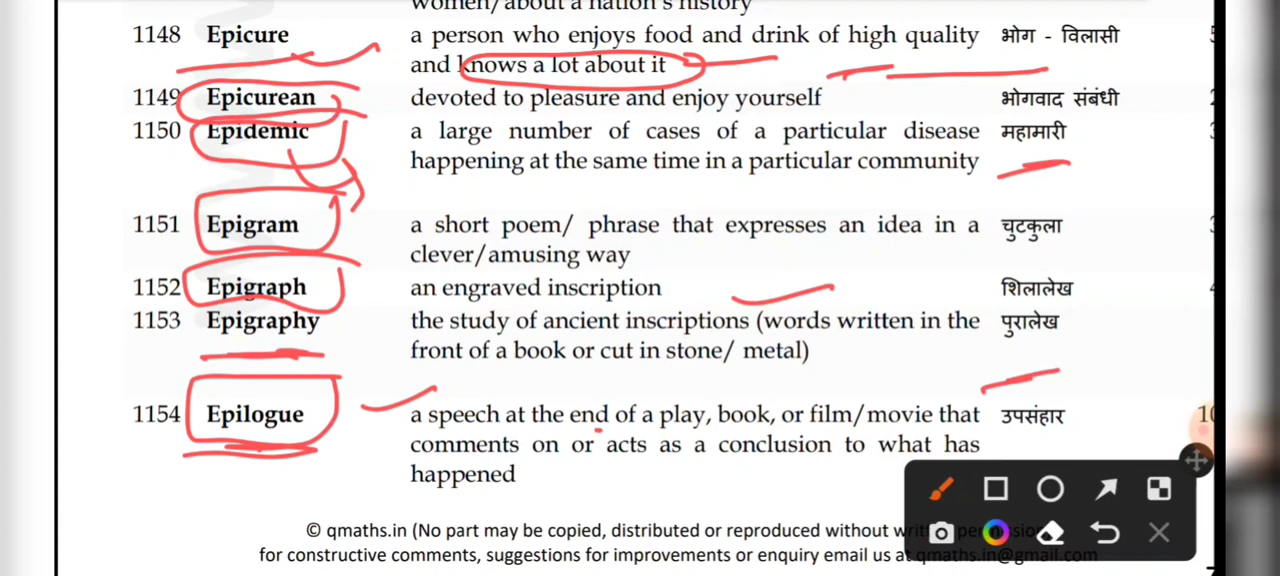 women/about a nation's history
1148 Epicure a person who enjoys food and drink of high quality भोग - विलासी
and knows a lot about it
1149 Epicurean devoted to pleasure and enjoy yourself भोगवाद संबंधी
1150 Epidemic a large number of cases of a particular disease महामारी
happening at the same time in a particular community
1151 Epigram a short poem/ phrase that expresses an idea in a चुटकुला
clever/amusing way
1152 Epigraph an engraved inscription शिलालेख
1153 Epigraphy the study of ancient inscriptions (words written in the पुरालेख
front of a book or cut in stone/ metal)
1154 Epilogue a speech at the end of a play, book, or film/movie that उपसंहार 10
comments on or acts as a conclusion to what has
happened
© qmaths.in (No part may be copied, distributed or reproduced without
for constructive comments, suggestions for improvements or enquiry email us at qmaths.in@gmail.com